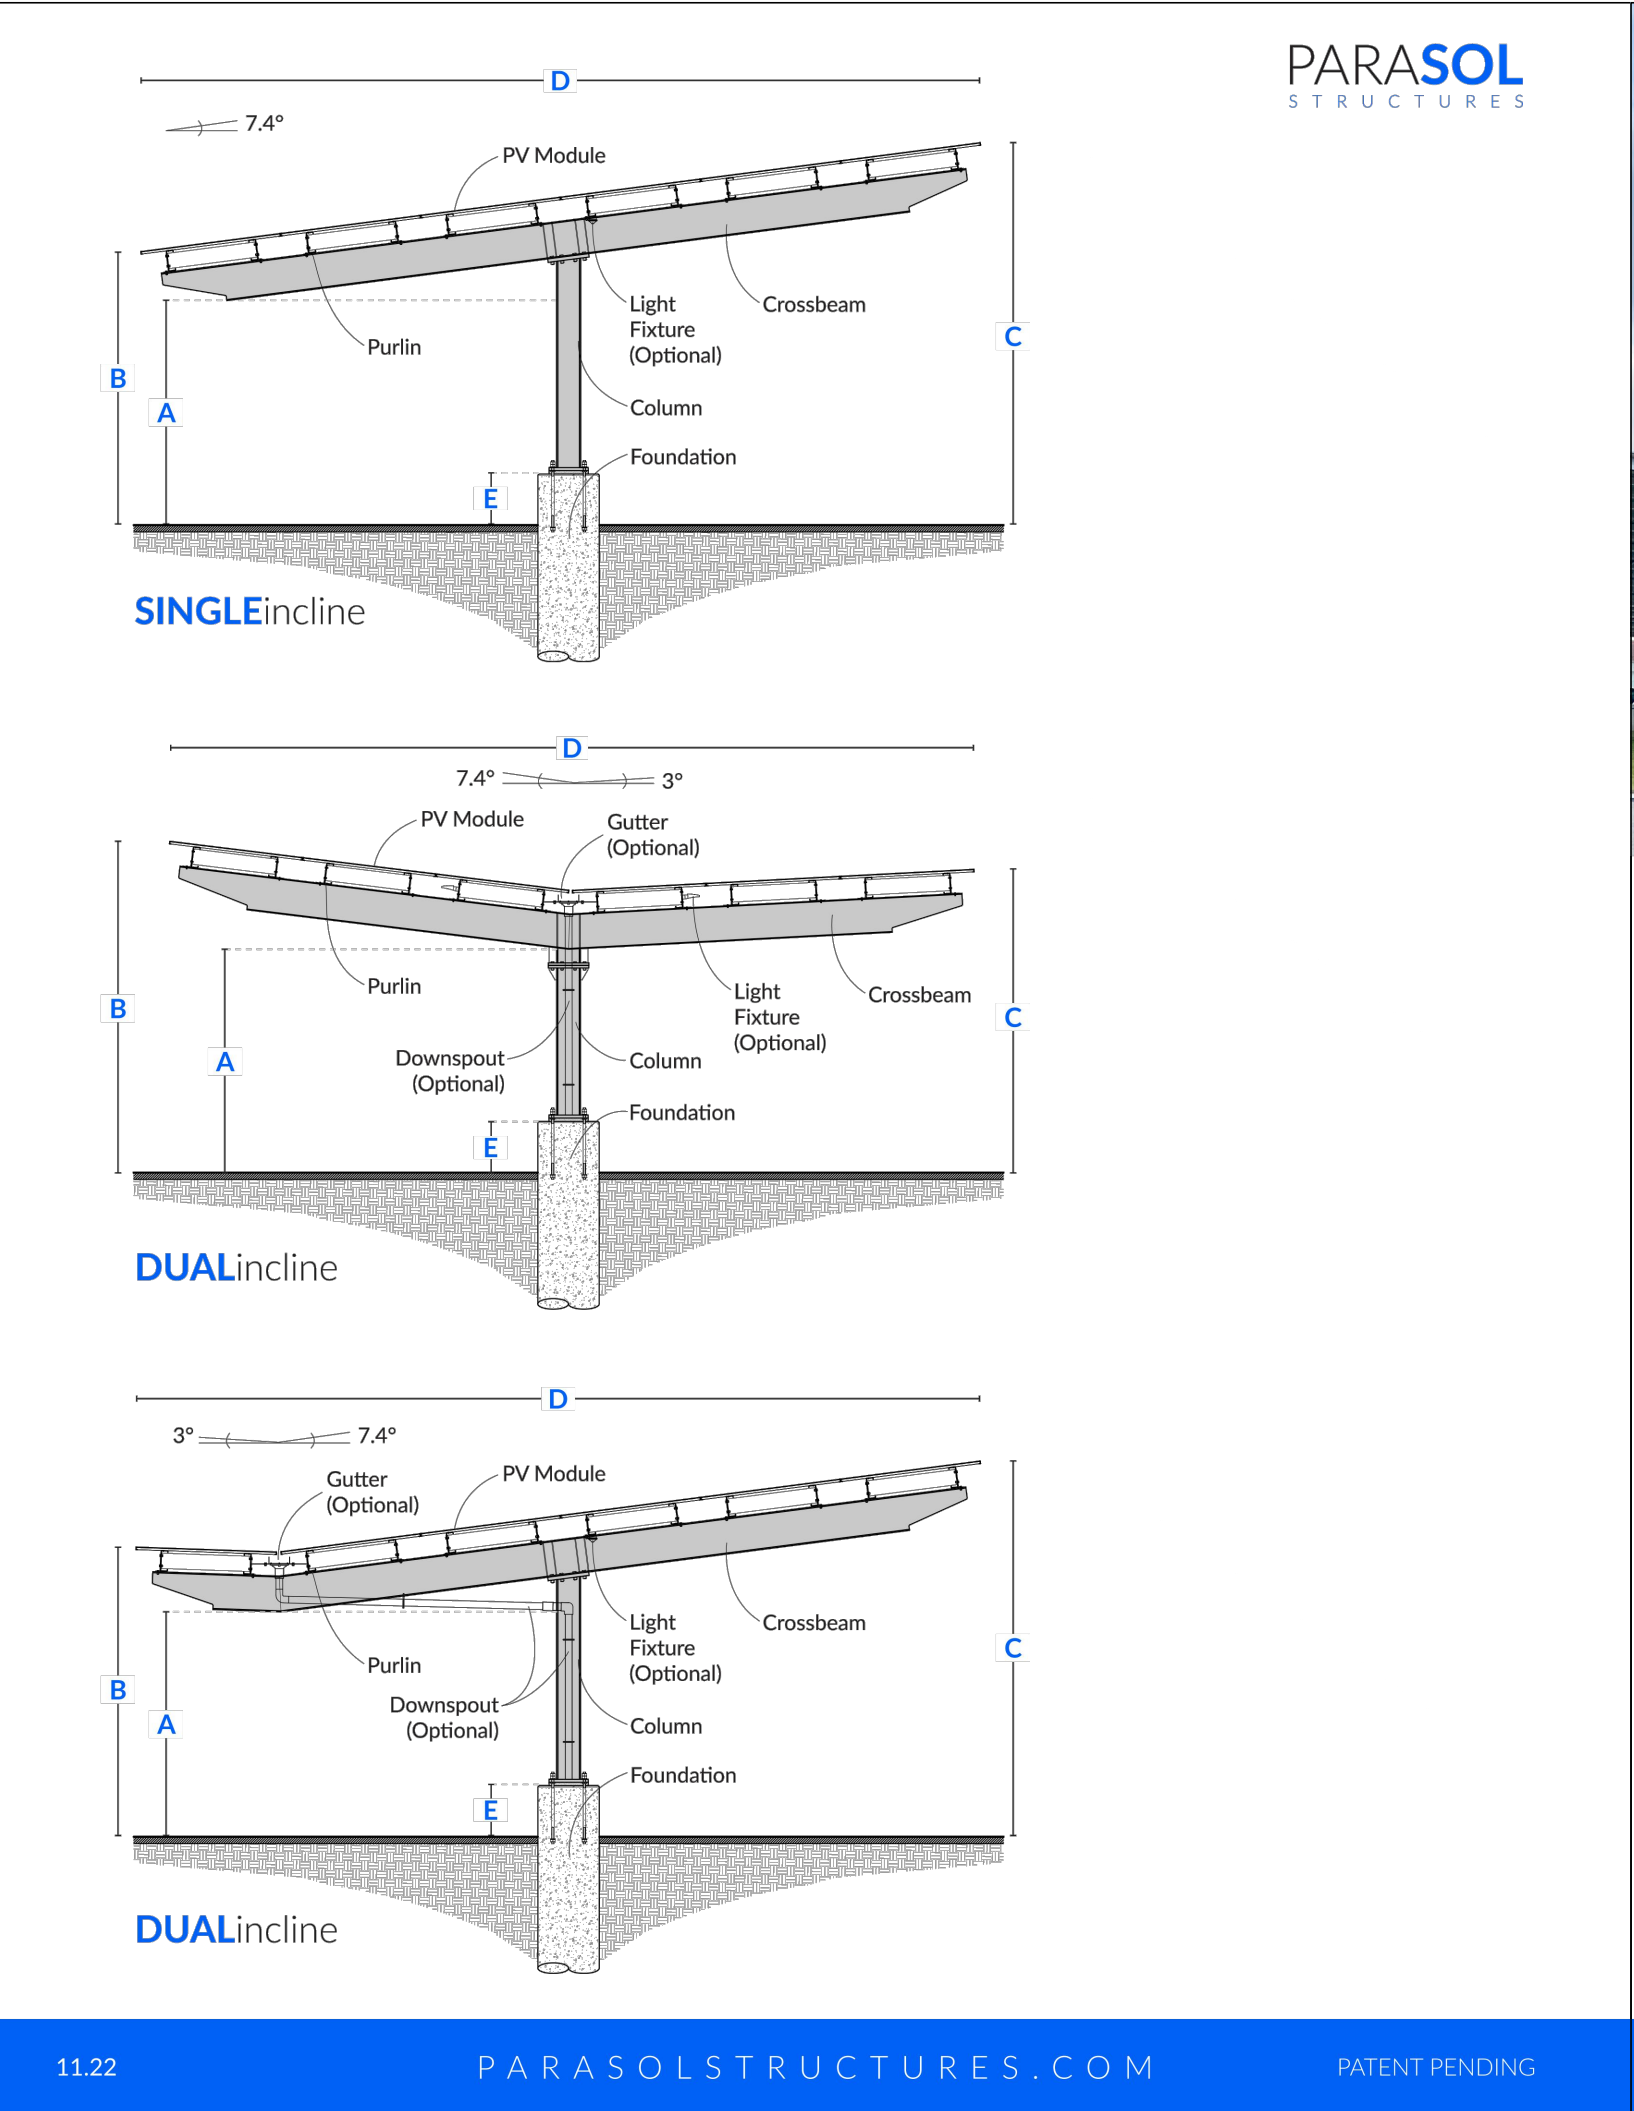 PARASOL
STRUCTURES
D
7.4°
PV Module
Light
Fixture
(Optional)
Crossbeam
C
Purlin
B
A
Column
Foundation
E
SINGLEincline
D
7.4°
3°
PV Module
Gutter
(Optional)
Purlin
Light
Fixture
(Optional)
Crossbeam
B
C
A
Downspout
(Optional)
Column
Foundation
E
DUALincline
D
3°
7.4°
Gutter
(Optional)
PV Module
Light
Fixture
(Optional)
Crossbeam
C
Purlin
B
A
Downspout
(Optional)
Column
Foundation
E
DUALincline
11.22
PARASOLSTRUCTURES.COM
PATENT PENDING